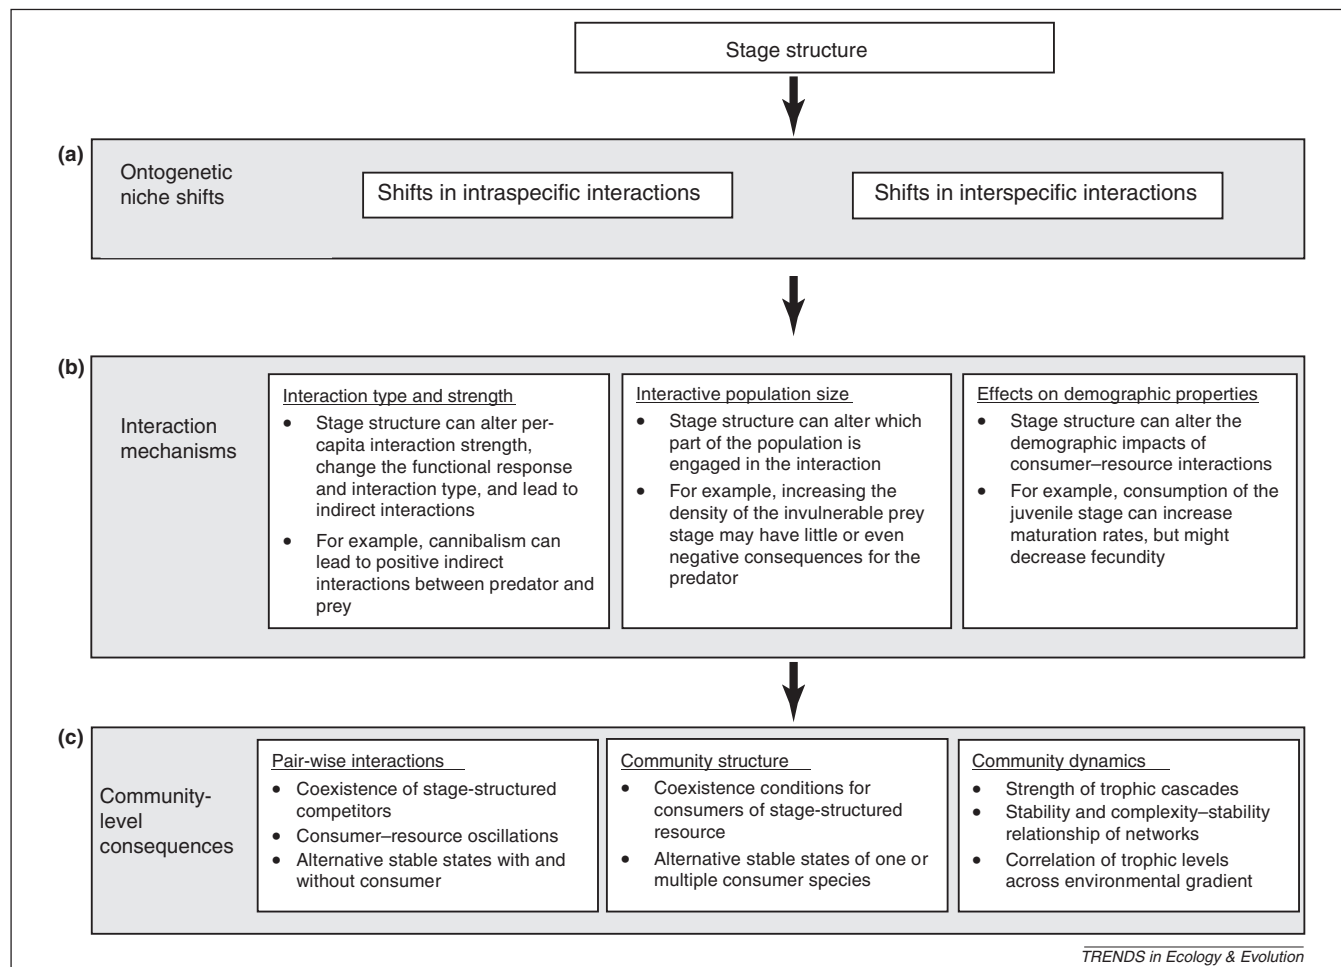 Stage structure
(a)
Ontogenetic
niche shifts
Shifts in intraspecific interactions
Shifts in interspecific interactions
(b)
Interaction
mechanisms
Interaction type and strength
• Stage structure can alter per-
capita interaction strength,
change the functional response
and interaction type, and lead to
indirect interactions
• For example, cannibalism can
lead to positive indirect
interactions between predator and
prey
Interactive population size
• Stage structure can alter which
part of the population is
engaged in the interaction
• For example, increasing the
density of the invulnerable prey
stage may have little or even
negative consequences for the
predator
Effects on demographic properties
• Stage structure can alter the
demographic impacts of
consumer–resource interactions
• For example, consumption of the
juvenile stage can increase
maturation rates, but might
decrease fecundity
(c)
Community-
level
consequences
Pair-wise interactions
• Coexistence of stage-structured
competitors
• Consumer–resource oscillations
• Alternative stable states with and
without consumer
Community structure
• Coexistence conditions for
consumers of stage-structured
resource
• Alternative stable states of one or
multiple consumer species
Community dynamics
• Strength of trophic cascades
• Stability and complexity–stability
relationship of networks
• Correlation of trophic levels
across environmental gradient
TRENDS in Ecology & Evolution